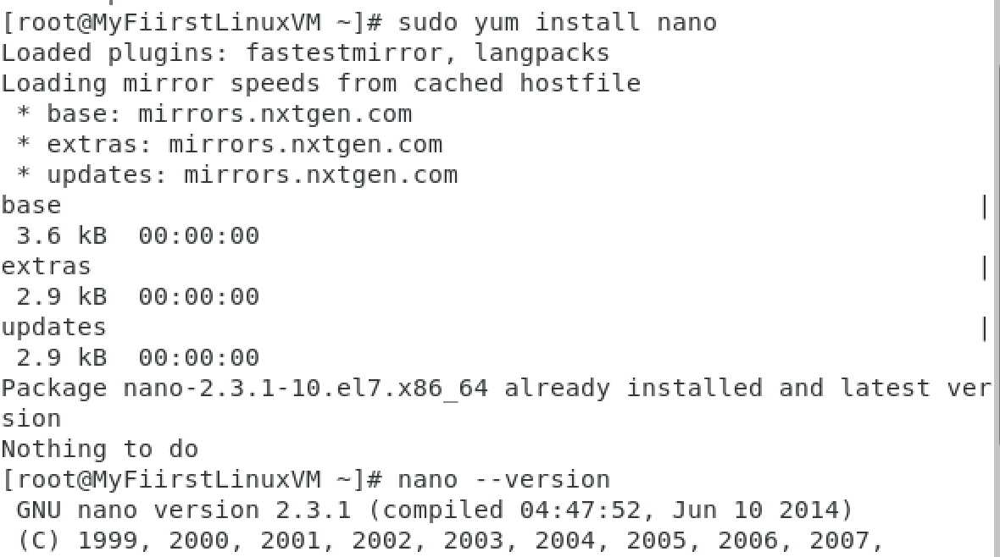 [root@MyFiirstLinuxVM ~]# sudo yum install nano
Loaded plugins: fastestmirror, langpacks
Loading mirror speeds from cached hostfile
 * base: mirrors.nxtgen.com
 * extras: mirrors.nxtgen.com
 * updates: mirrors.nxtgen.com
base                                                            |
 3.6 kB  00:00:00
extras                                                          |
 2.9 kB  00:00:00
updates                                                         |
 2.9 kB  00:00:00
Package nano-2.3.1-10.el7.x86_64 already installed and latest ver
sion
Nothing to do
[root@MyFiirstLinuxVM ~]# nano --version
 GNU nano version 2.3.1 (compiled 04:47:52, Jun 10 2014)
 (C) 1999, 2000, 2001, 2002, 2003, 2004, 2005, 2006, 2007,